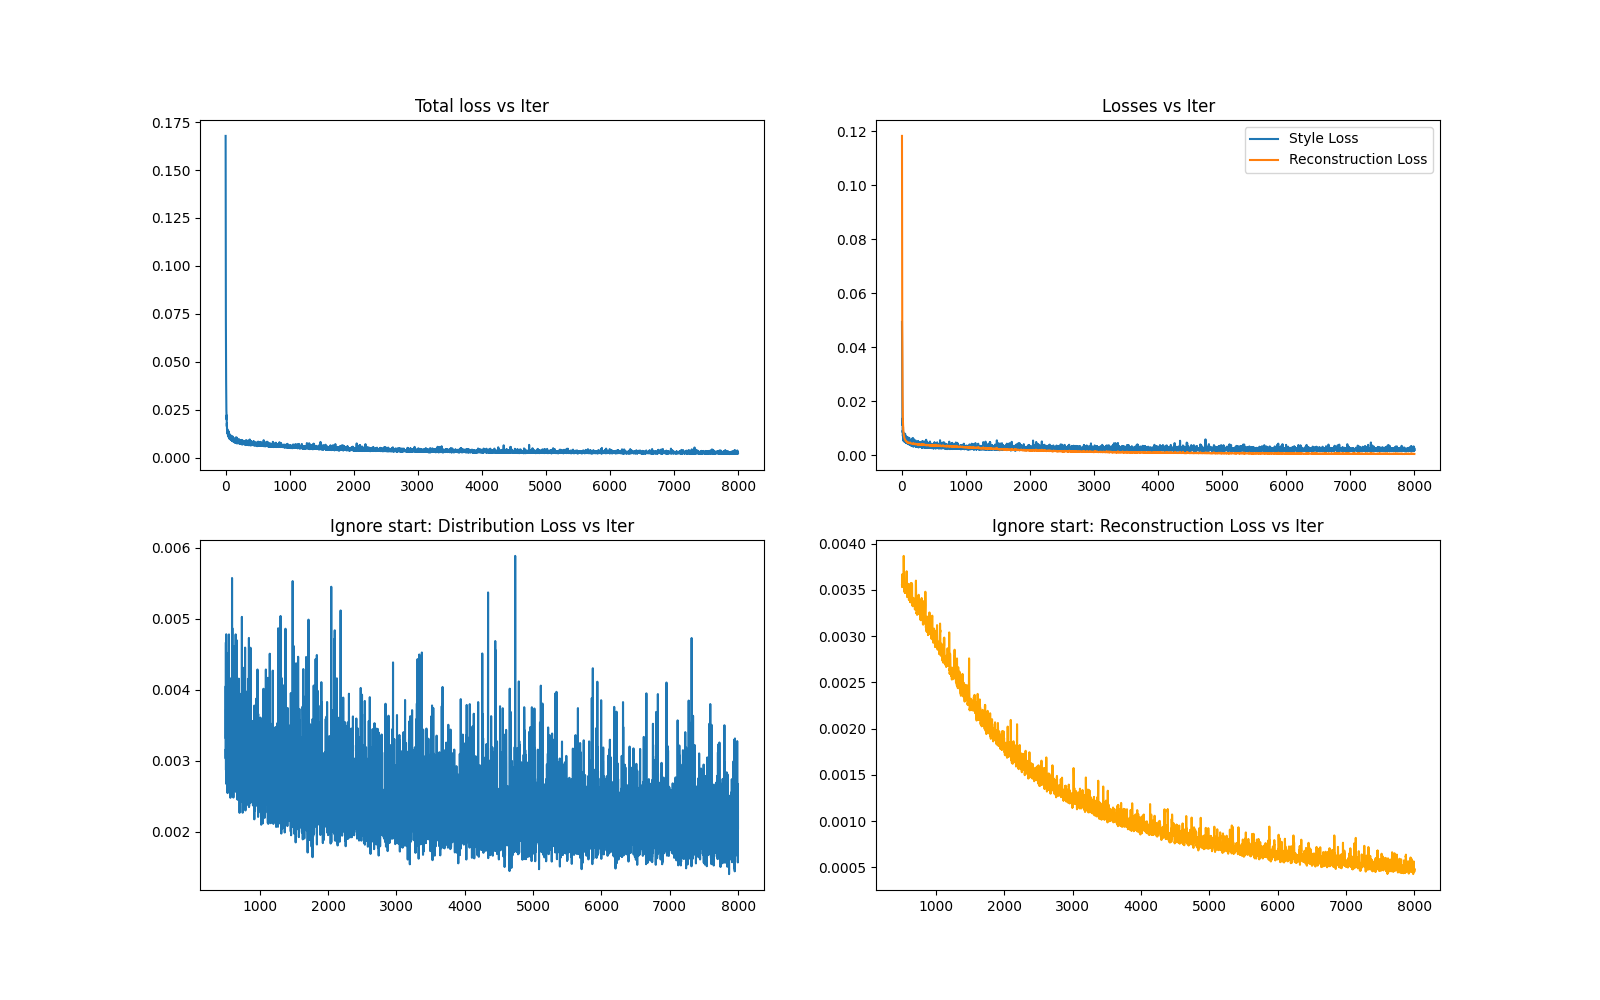 Total loss vs Iter
0.175
0.150
0.125
0.100
0.075
0.050
0.025
0.000
0 1000 2000 3000 4000 5000 6000 7000 8000
Losses vs Iter
Style Loss
Reconstruction Loss
0.12
0.10
0.08
0.06
0.04
0.02
0.00
0 1000 2000 3000 4000 5000 6000 7000 8000
Ignore start: Distribution Loss vs Iter
0.006
0.005
0.004
0.003
0.002
1000 2000 3000 4000 5000 6000 7000 8000
Ignore start: Reconstruction Loss vs Iter
0.0040
0.0035
0.0030
0.0025
0.0020
0.0015
0.0010
0.0005
1000 2000 3000 4000 5000 6000 7000 8000